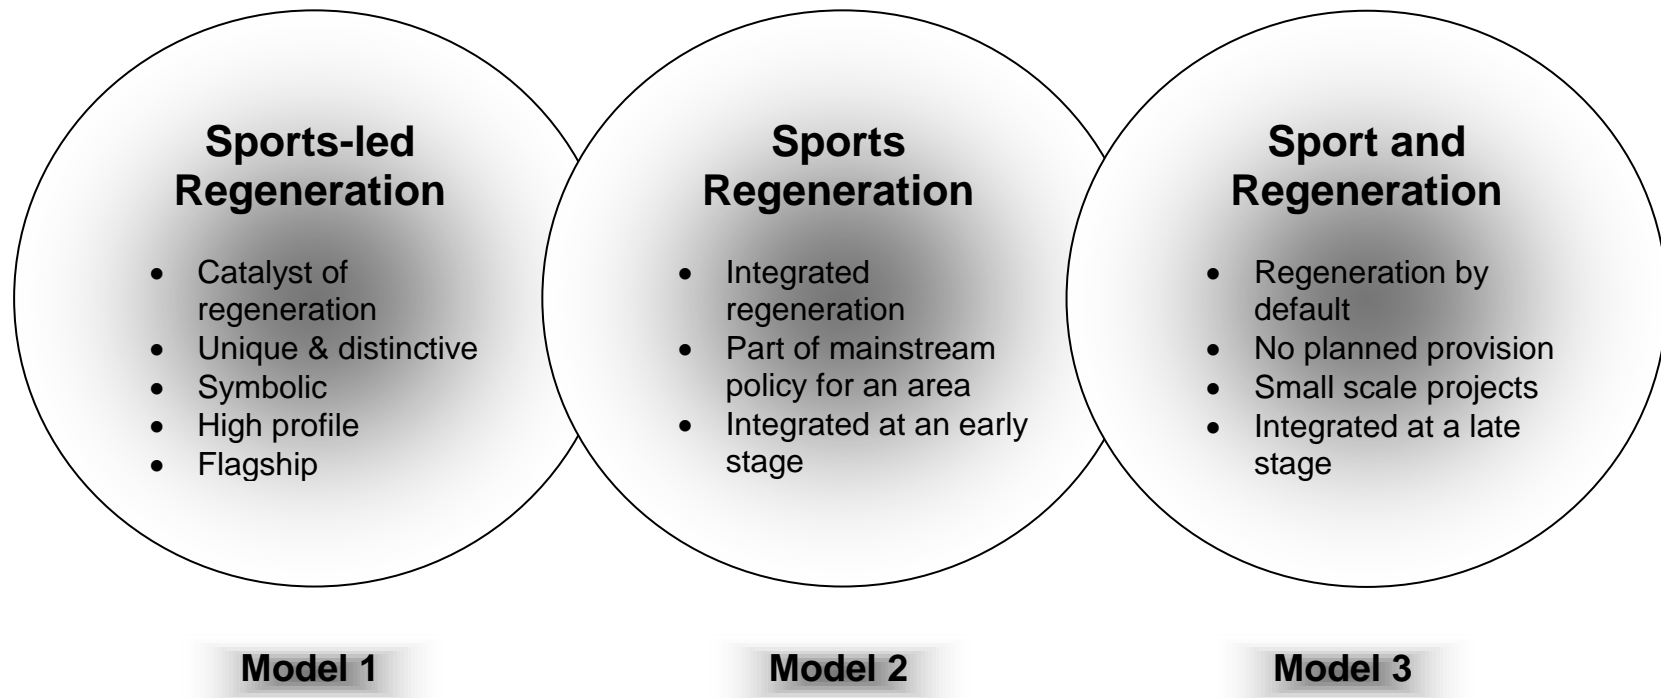 Sports-led
Regeneration
• Catalyst of
regeneration
• Unique & distinctive
• Symbolic
• High profile
• Flagship
Model 1
Sports
Regeneration
• Integrated
regeneration
• Part of mainstream
policy for an area
• Integrated at an early
stage
Model 2
Sport and
Regeneration
• Regeneration by
default
• No planned provision
• Small scale projects
• Integrated at a late
stage
Model 3